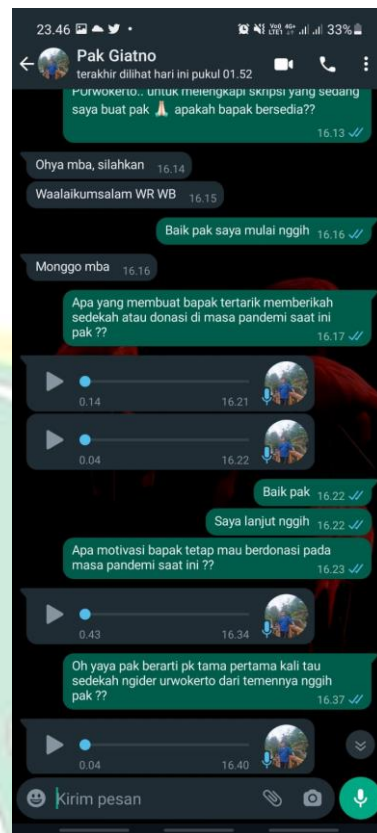 23.46
33%
Pak Giatno
terakhir dilihat hari ini pukul 01.52
PUrwokerto.. untuk melengkapi skripsi yang sedang
saya buat pak 🙏🏻 apakah bapak bersedia??
16.13
Ohya mba, silahkan 16.14
Waalaikumsalam WR WB 16.15
Baik pak saya mulai nggih 16.16
Monggo mba 16.16
Apa yang membuat bapak tertarik memberikah
sedekah atau donasi di masa pandemi saat ini
pak ??
16.17
0.14 16.21
0.04 16.22
Baik pak 16.22
Saya lanjut nggih 16.22
Apa motivasi bapak tetap mau berdonasi pada
masa pandemi saat ini ??
16.23
0.43 16.34
Oh yaya pak berarti pk tama pertama kali tau
sedekah ngider urwokerto dari temennya nggih
pak ??
16.37
0.04 16.40
Kirim pesan